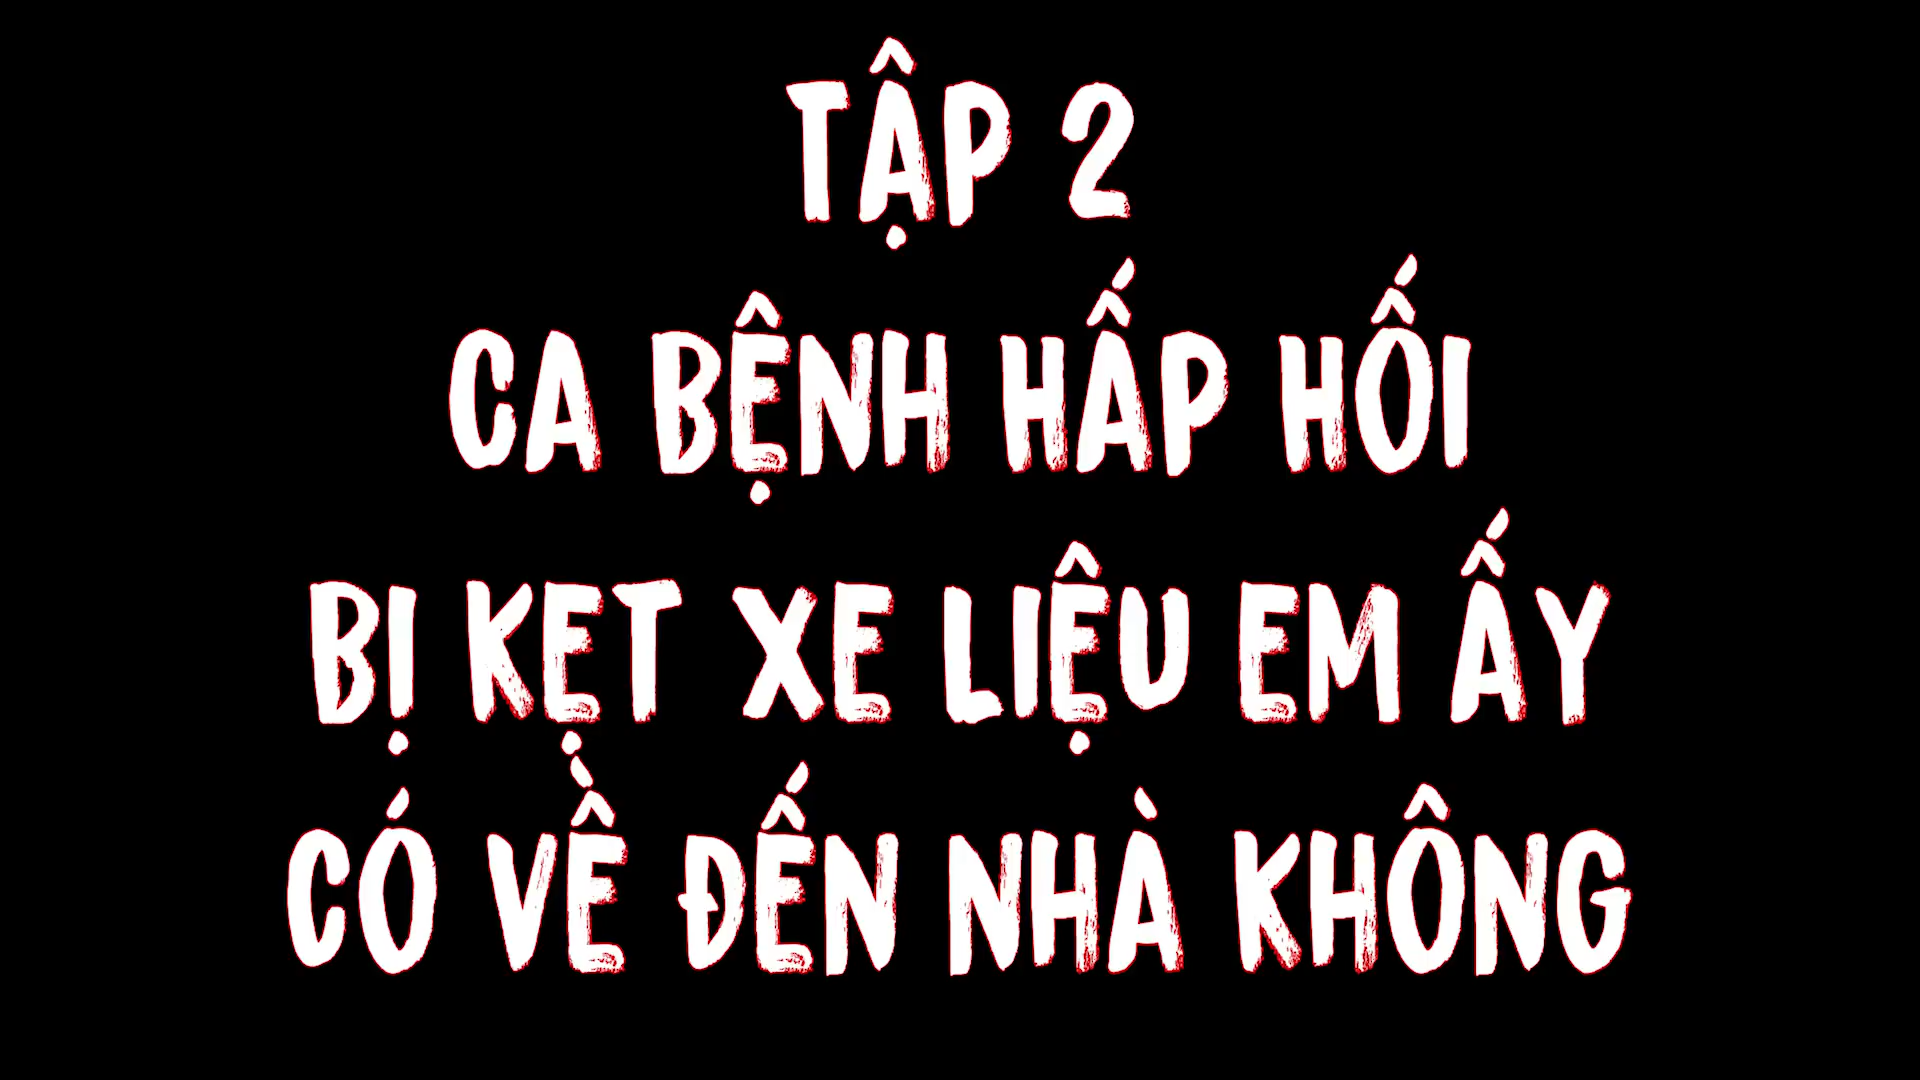 TẬP 2
CA BỆNH HẤP HỐI
BỊ KẸT XE LIỆU EM ẤY
CÓ VỀ ĐẾN NHÀ KHÔNG